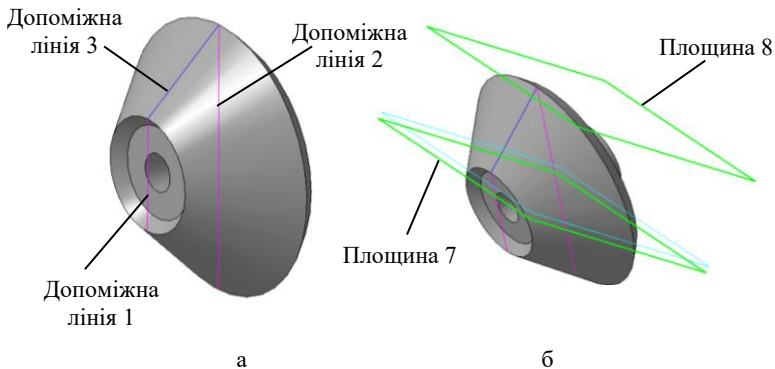 Допоміжна
лінія 3
Допоміжна
лінія 2
Площина 8
Площина 7
Допоміжна
лінія 1
а
б